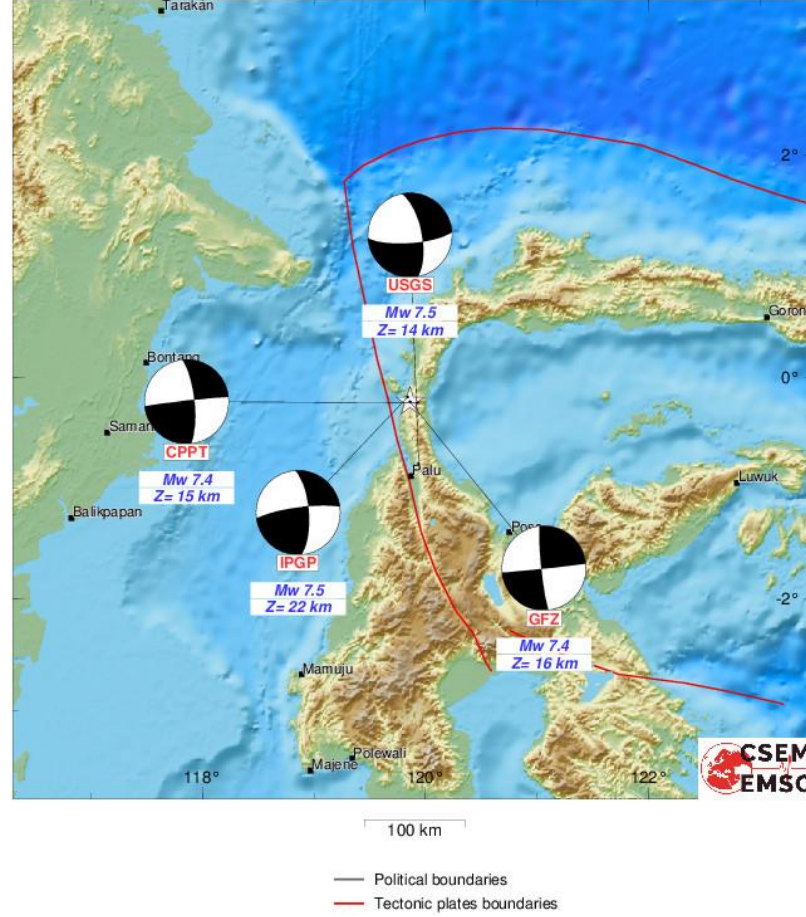 Tarakan
2°
USGS
Mw 7.5
Z= 14 km
Goron
Bontang
0°
Saman
CPPT
Mw 7.4
Z= 15 km
Palu
Luwuk
Balikpapan
Poso
IPGP
Mw 7.5
Z= 22 km
-2°
GFZ
Mw 7.4
Z= 16 km
Mamuju
Polewali
Majene
118°
120°
122°
CSEM
EMSC
100 km
Political boundaries
Tectonic plates boundaries